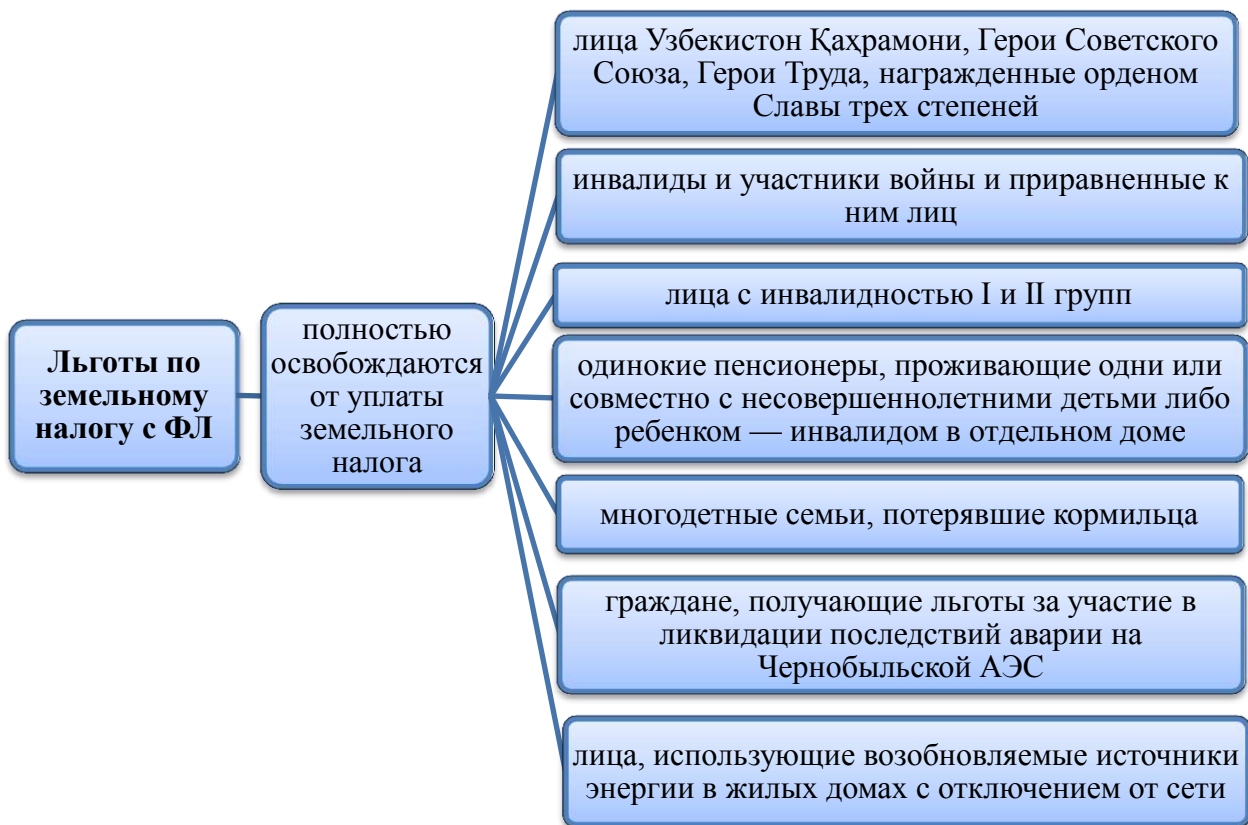 Льготы по
земельному
налогу с ФЛ
полностью
освобождаются
от уплаты
земельного
налога
лица Узбекистон Қахрамони, Герои Советского
Союза, Герои Труда, награжденные орденом
Славы трех степеней
инвалиды и участники войны и приравненные к
ним лиц
лица с инвалидностью I и II групп
одинокие пенсионеры, проживающие одни или
совместно с несовершеннолетними детьми либо
ребенком — инвалидом в отдельном доме
многодетные семьи, потерявшие кормильца
граждане, получающие льготы за участие в
ликвидации последствий аварии на
Чернобыльской АЭС
лица, использующие возобновляемые источники
энергии в жилых домах с отключением от сети